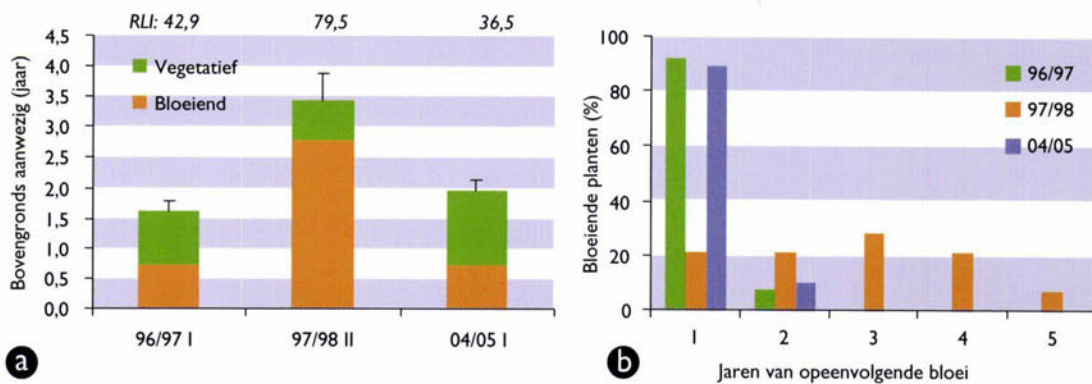 RLI: 42,9 79,5 36,5
Bovengronds aanwezig (jaar)
4,5
4,0
3,5
3,0
2,5
2,0
1,5
1,0
0,5
0,0
Vegetatief
Bloeiend
96/97 I 97/98 II 04/05 I
a
Bloeiende planten (%)
100
80
60
40
20
0
96/97
97/98
04/05
1 2 3 4 5
Jaren van opeenvolgende bloei
b